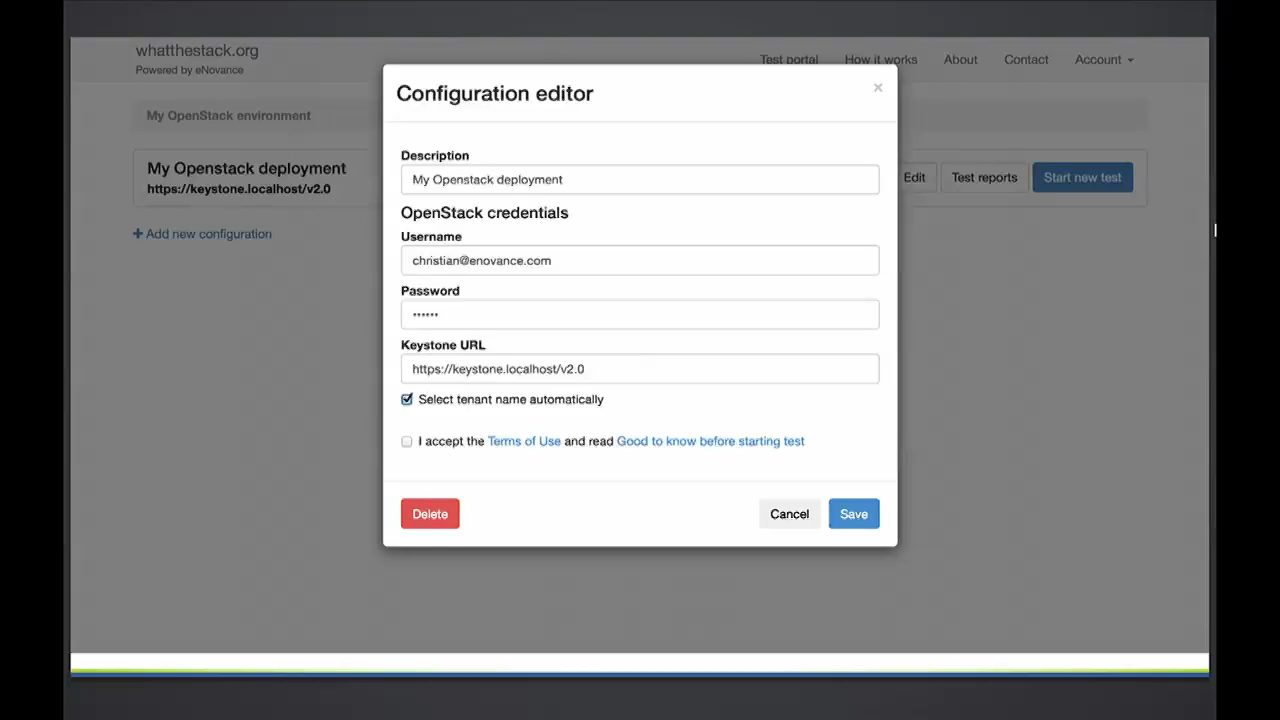 whatthestack.org
Powered by eNovance
Test portal How it works About Contact Account
My OpenStack environment
My Openstack deployment
https://keystone.localhost/v2.0
Edit Test reports Start new test
+ Add new configuration
Configuration editor
×
Description
My Openstack deployment
OpenStack credentials
Username
christian@enovance.com
Password
••••••
Keystone URL
https://keystone.localhost/v2.0
Select tenant name automatically
I accept the Terms of Use and read Good to know before starting test
Delete Cancel Save